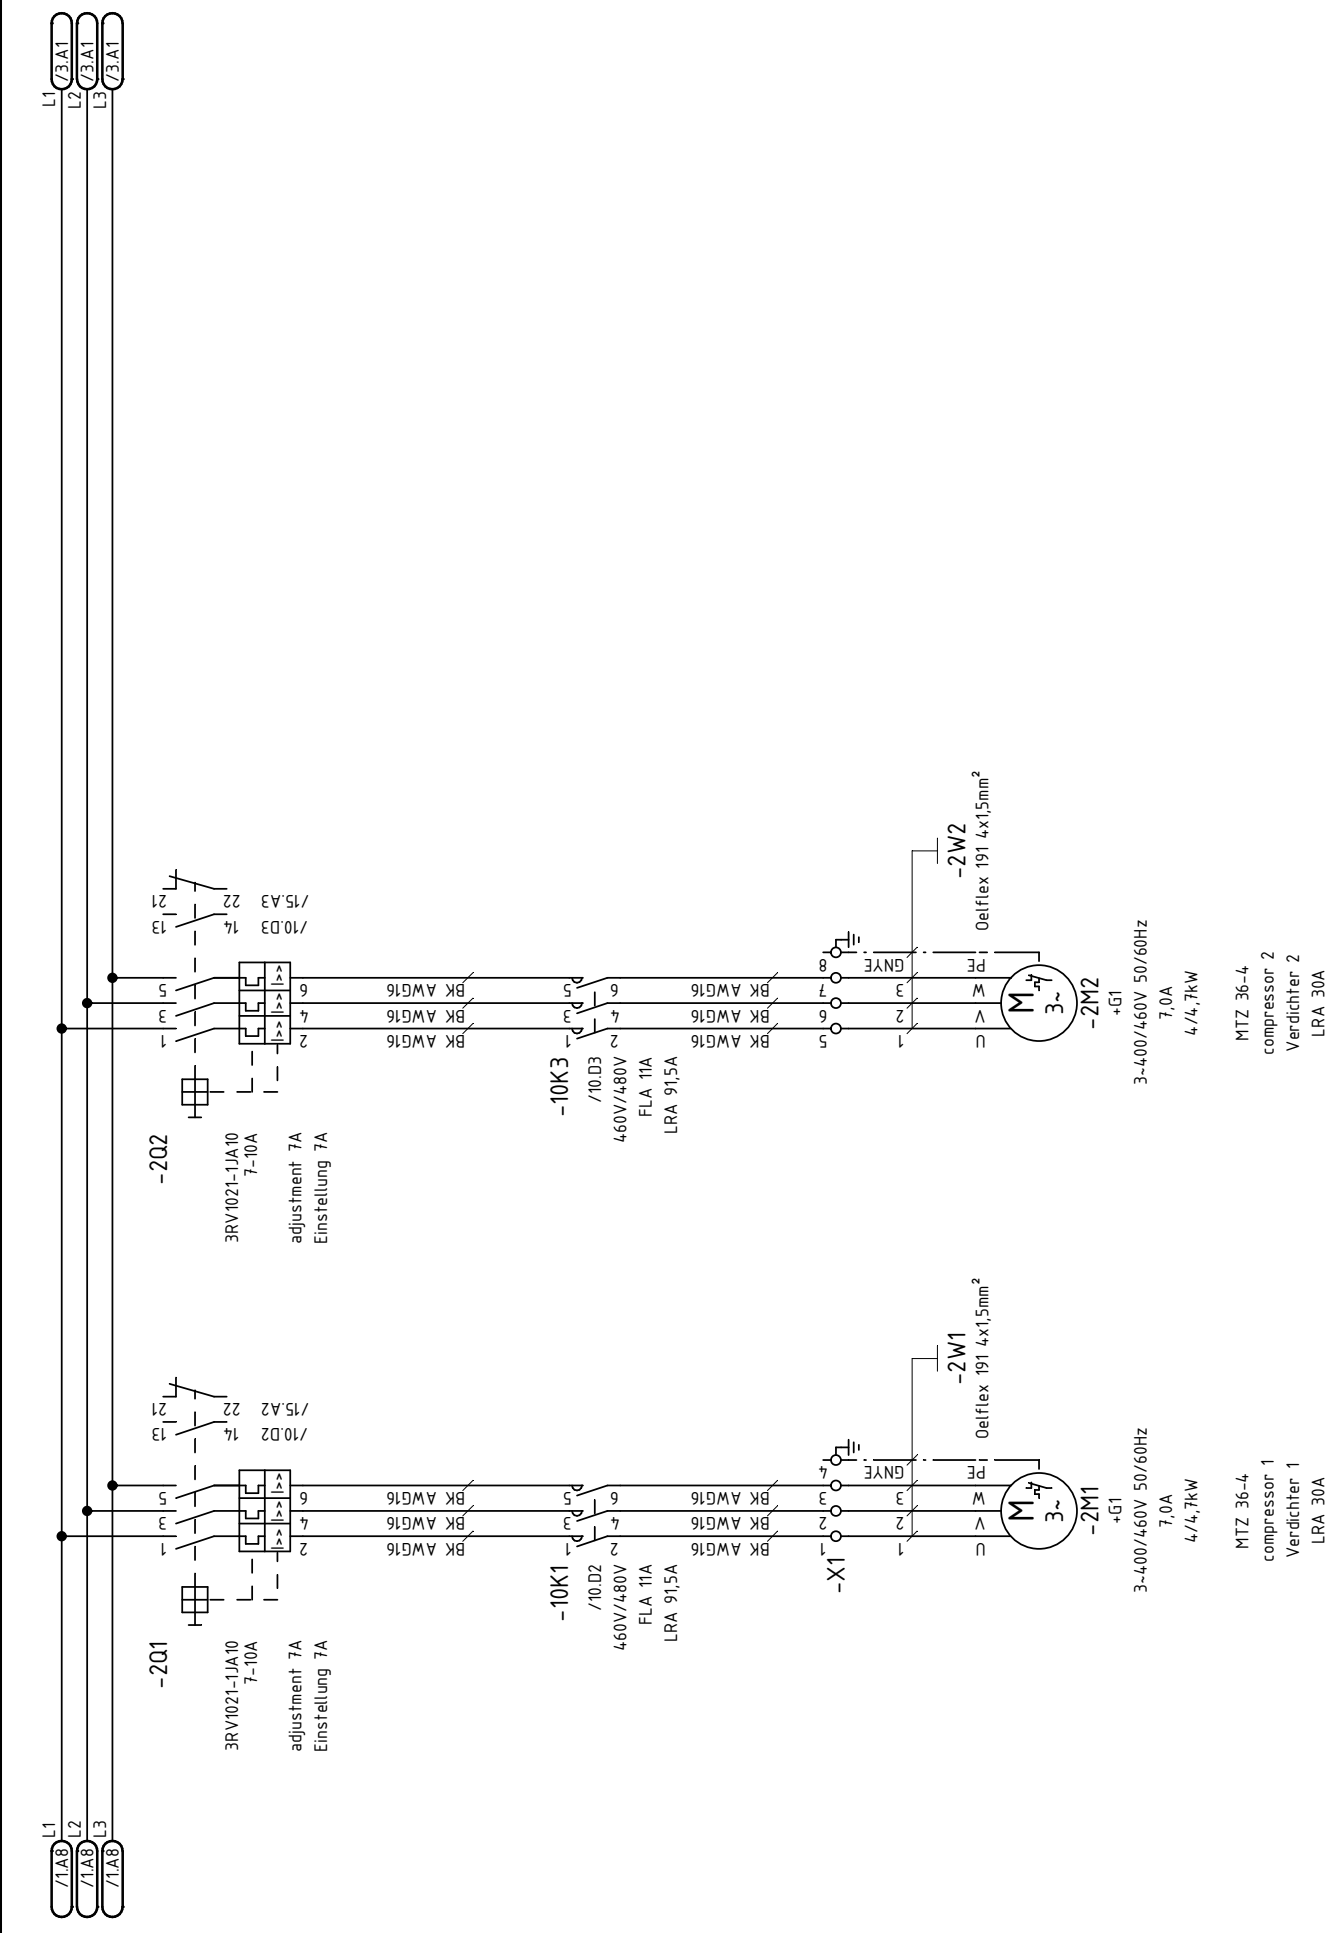 /1.A8
L1
L1
/3.A1
/1.A8
L2
L2
/3.A1
/1.A8
L3
L3
/3.A1
-2Q1
3RV1021-1JA10
7-10A
adjustment 7A
Einstellung 7A
1
3
5
13
21
2
4
6
14
22
/10.D2
/15.A2
BK AWG16
BK AWG16
BK AWG16
-10K1
/10.D2
460V/480V
FLA 11A
LRA 91,5A
1
3
5
2
4
6
BK AWG16
BK AWG16
BK AWG16
-X1
1
2
3
4
1
2
3
GNYE
-2W1
Oelflex 191 4x1,5mm²
U
V
W
PE
M
3~
-2M1
+G1
3~400/460V 50/60Hz
7,0A
4/4,7kW
MTZ 36-4
compressor 1
Verdichter 1
LRA 30A
-2Q2
3RV1021-1JA10
7-10A
adjustment 7A
Einstellung 7A
1
3
5
13
21
2
4
6
14
22
/10.D3
/15.A3
BK AWG16
BK AWG16
BK AWG16
-10K3
/10.D3
460V/480V
FLA 11A
LRA 91,5A
1
3
5
2
4
6
BK AWG16
BK AWG16
BK AWG16
5
6
7
8
1
2
3
GNYE
-2W2
Oelflex 191 4x1,5mm²
U
V
W
PE
M
3~
-2M2
+G1
3~400/460V 50/60Hz
7,0A
4/4,7kW
MTZ 36-4
compressor 2
Verdichter 2
LRA 30A